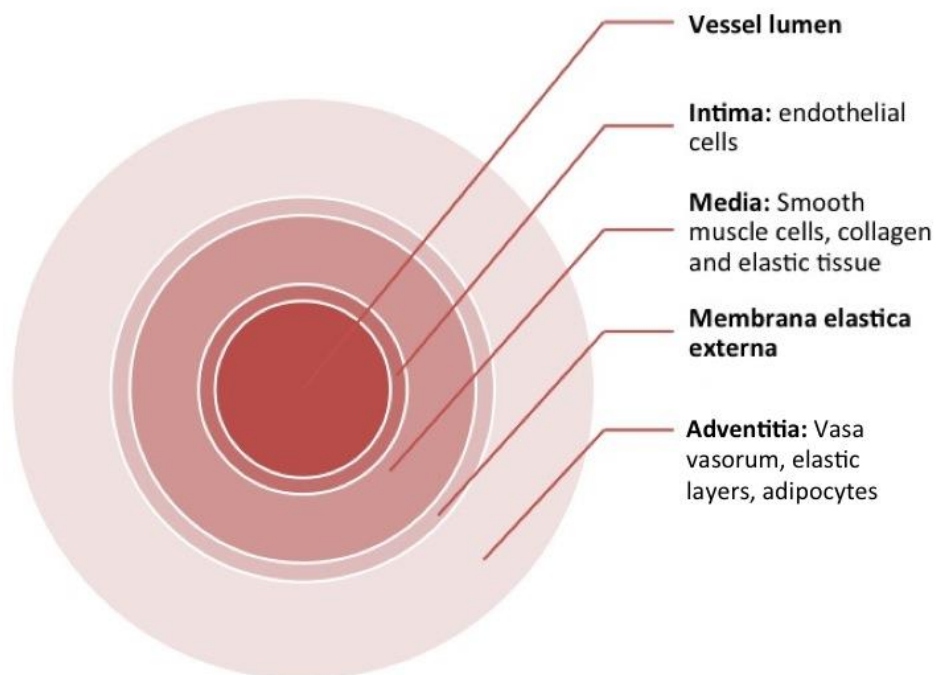 Vessel lumen
Intima: endothelial
cells
Media: Smooth
muscle cells, collagen
and elastic tissue
Membrana elastica
externa
Adventitia: Vasa
vasorum, elastic
layers, adipocytes